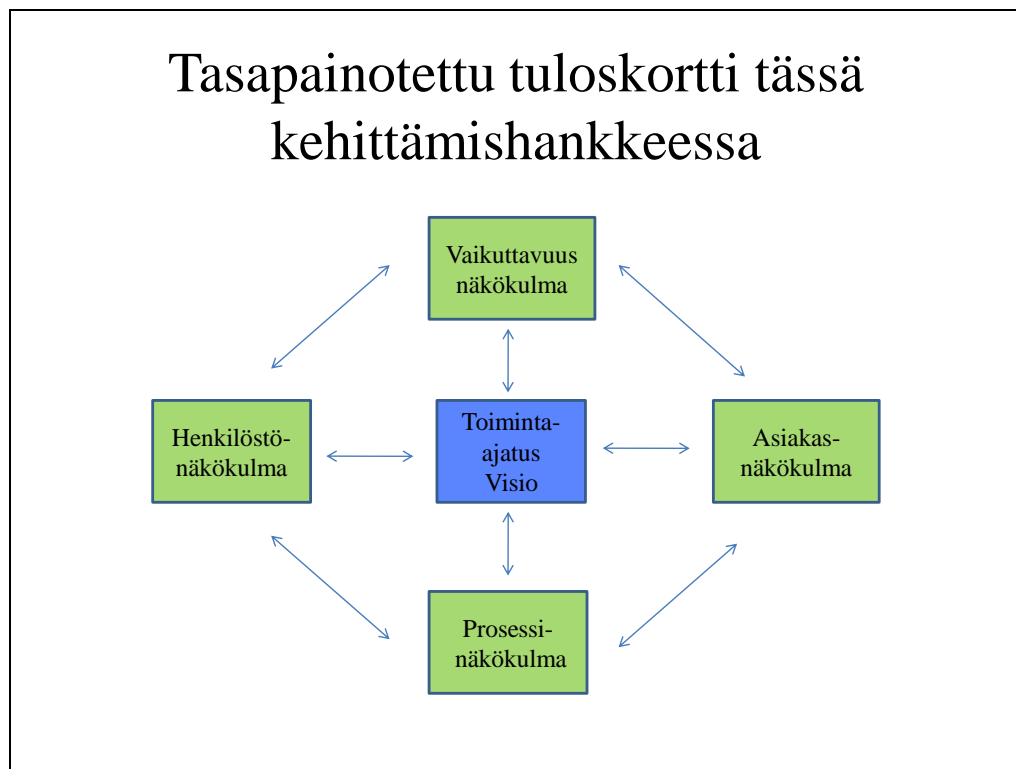 Tasapainotettu tuloskortti tässä
kehittämishankkeessa
Vaikuttavuus
näkökulma
Henkilöstö-
näkökulma
Toiminta-
ajatus
Visio
Asiakas-
näkökulma
Prosessi-
näkökulma